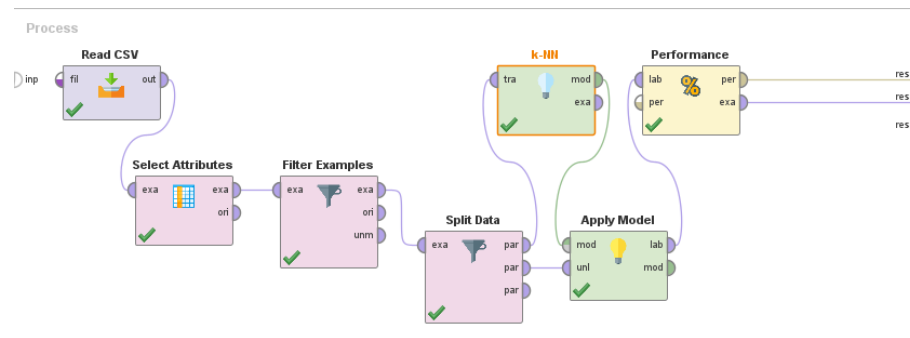 Process
Read CSV
inp
fil
out
Select Attributes
exa
exa
ori
Filter Examples
exa
exa
ori
unm
Split Data
exa
par
par
par
k-NN
tra
mod
exa
Apply Model
mod
lab
unl
mod
Performance
lab
per
%
per
exa
res
res
res